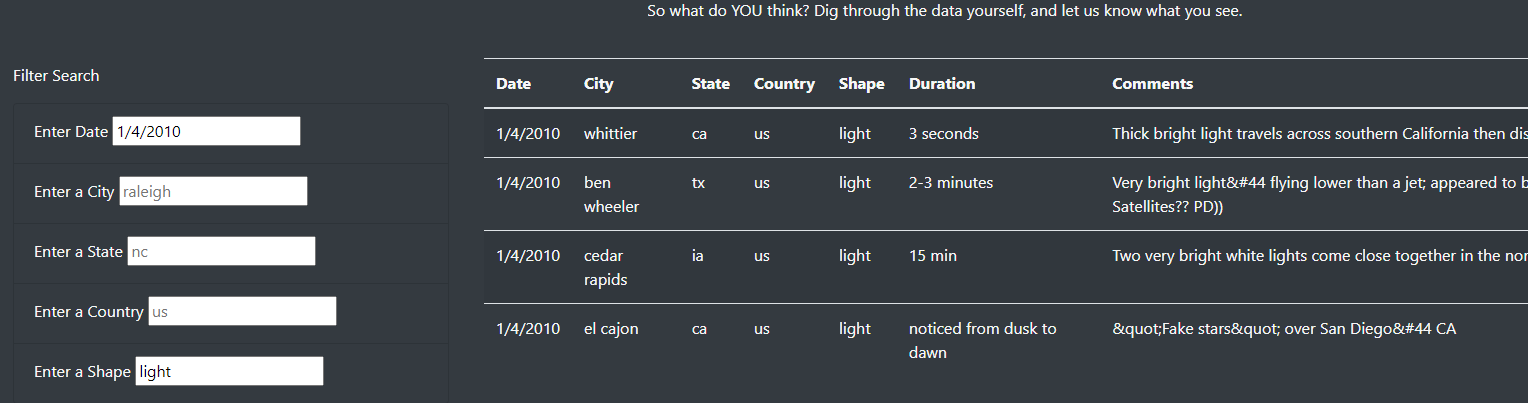 So what do YOU think? Dig through the data yourself, and let us know what you see.
Filter Search
Enter Date 1/4/2010
Enter a City raleigh
Enter a State nc
Enter a Country us
Enter a Shape light
Date City State Country Shape Duration Comments
1/4/2010 whittier ca us light 3 seconds Thick bright light travels across southern California then
1/4/2010 ben tx us light 2-3 minutes Very bright light&#44 flying lower than a jet; appeared to
wheeler Satellites?? PD))
1/4/2010 cedar ia us light 15 min Two very bright white lights come close together in the
rapids
1/4/2010 el cajon ca us light noticed from dusk to &quot;Fake stars&quot; over San Diego&#44 CA
dawn